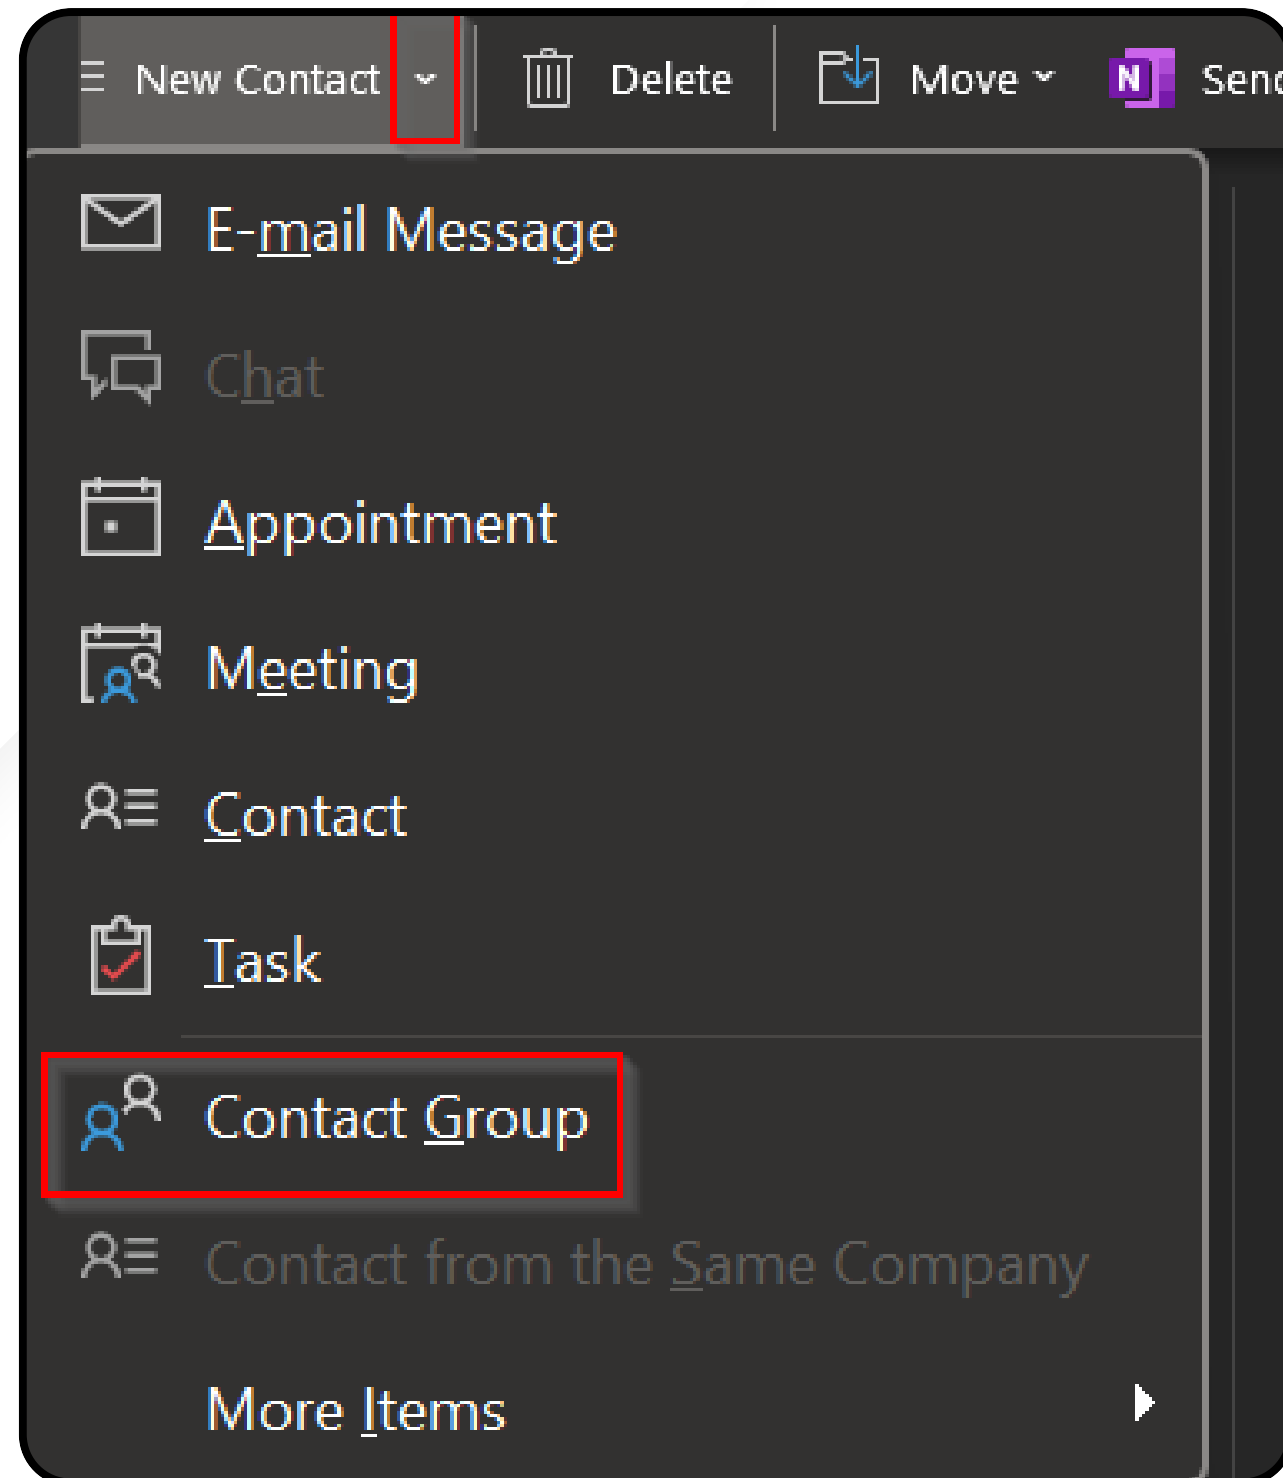 New Contact
Delete
Move
N
Send
E-mail Message
Chat
Appointment
Meeting
Contact
Task
Contact Group
Contact from the Same Company
More Items